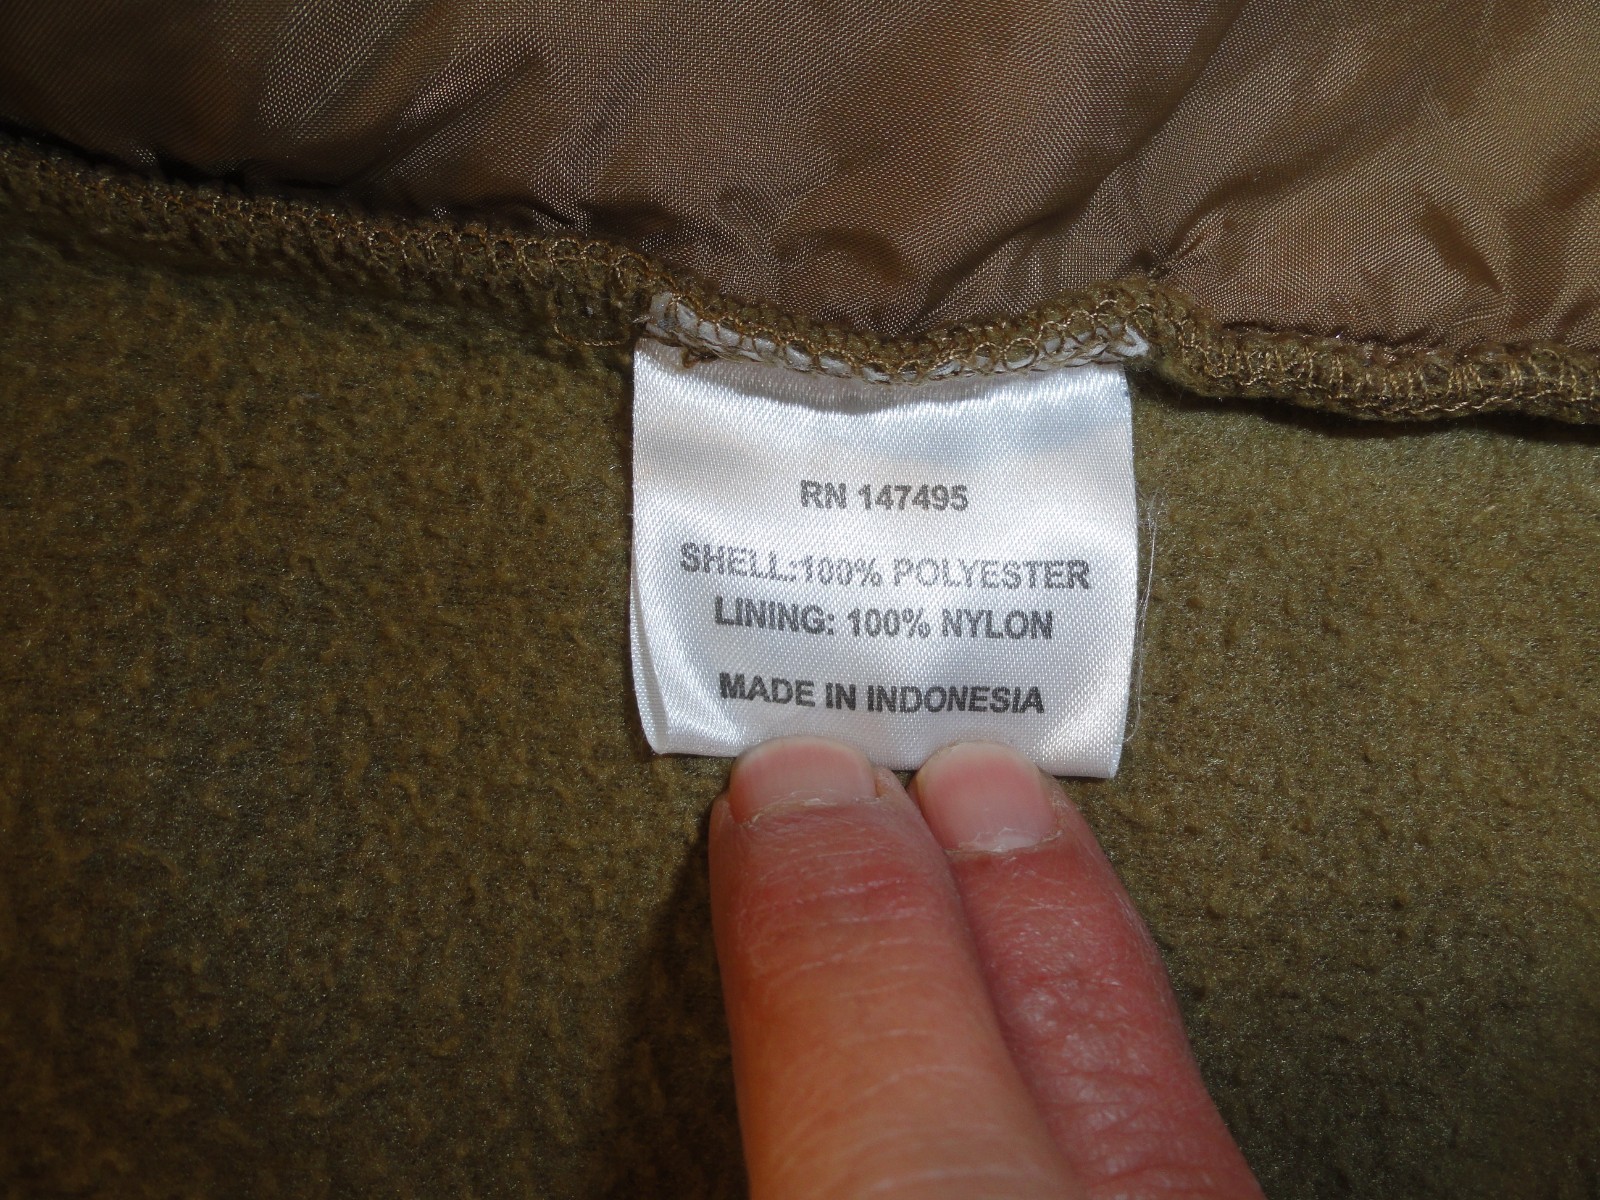 RN 147495
SHELL:100% POLYESTER
LINING: 100% NYLON
MADE IN INDONESIA